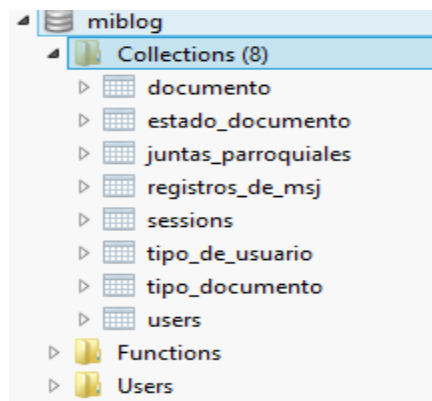 miblog
Collections (8)
documento
estado_documento
juntas_parroquiales
registros_de_msj
sessions
tipo_de_usuario
tipo_documento
users
Functions
Users